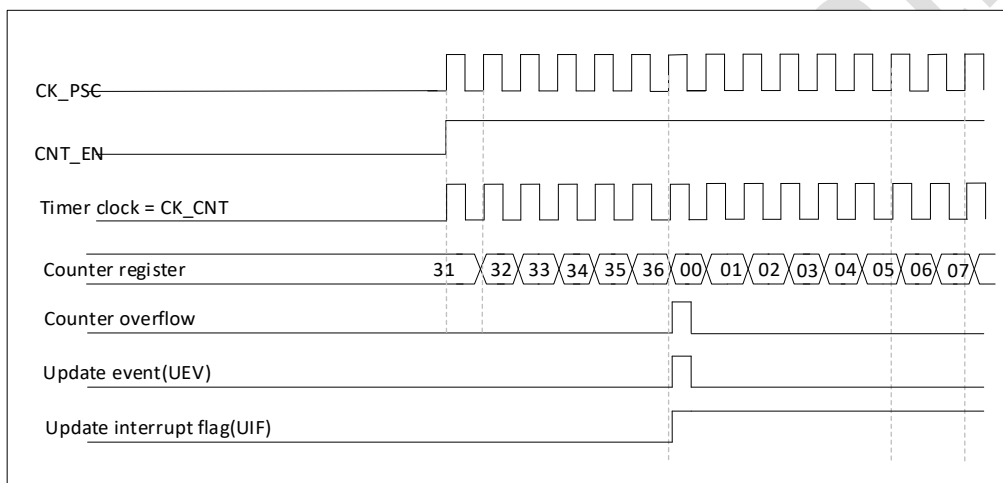 CK_PSC
CNT_EN
Timer clock = CK_CNT
Counter register 31 32 33 34 35 36 00 01 02 03 04 05 06 07
Counter overflow
Update event(UEV)
Update interrupt flag(UIF)